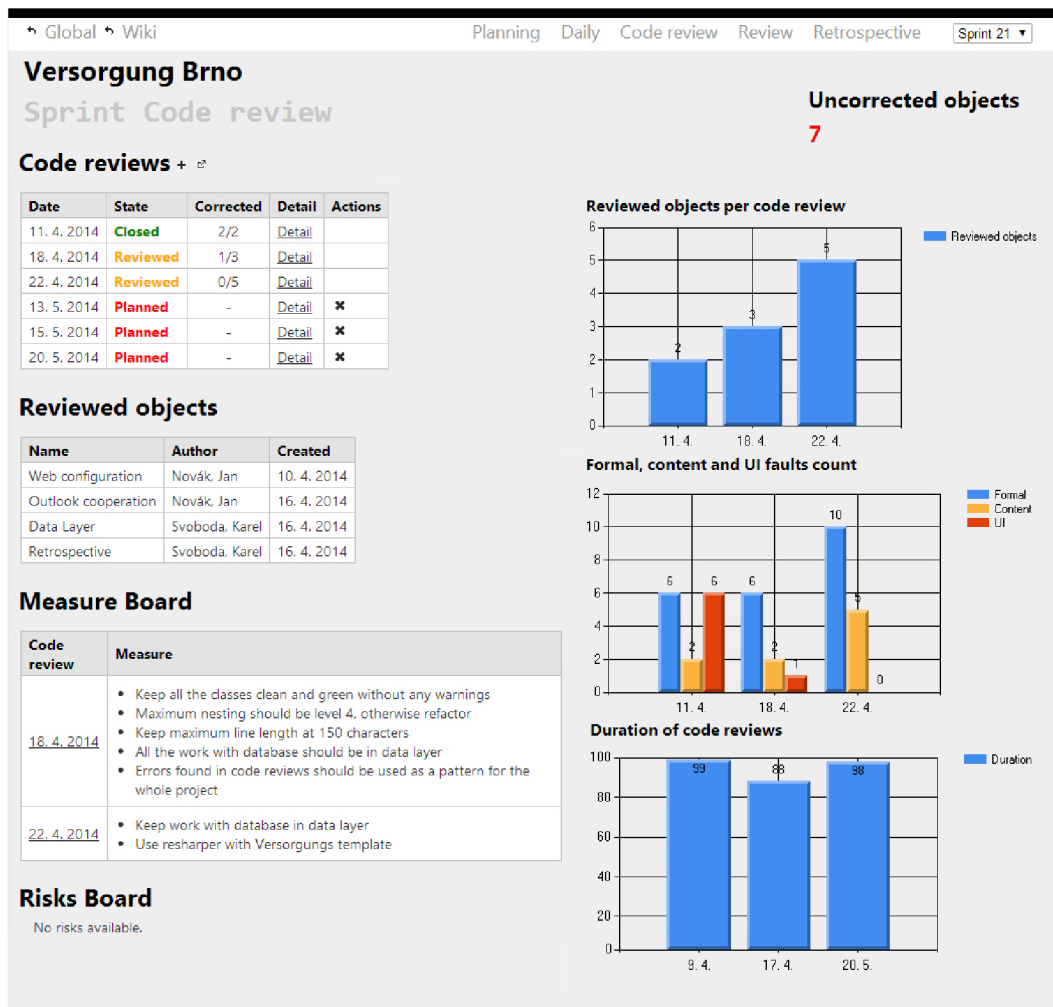 Global Wiki Planning Daily Code review Review Retrospective Sprint 21
Versorgung Brno
Sprint Code review
Uncorrected objects
7
Code reviews +
Date State Corrected Detail Actions
11. 4. 2014 Closed 2/2 Detail
18. 4. 2014 Reviewed 1/3 Detail
22. 4. 2014 Reviewed 0/5 Detail
13. 5. 2014 Planned - Detail ✖
15. 5. 2014 Planned - Detail ✖
20. 5. 2014 Planned - Detail ✖
Reviewed objects
Name Author Created
Web configuration Novák, Jan 10. 4. 2014
Outlook cooperation Novák, Jan 16. 4. 2014
Data Layer Svoboda, Karel 16. 4. 2014
Retrospective Svoboda, Karel 16. 4. 2014
Measure Board
Code
review
Measure
18. 4. 2014
• Keep all the classes clean and green without any warnings
• Maximum nesting should be level 4, otherwise refactor
• Keep maximum line length at 150 characters
• All the work with database should be in data layer
• Errors found in code reviews should be used as a pattern for the
whole project
22. 4. 2014
• Keep work with database in data layer
• Use resharper with Versorgungs template
Risks Board
No risks available.
Reviewed objects per code review
6
5
4
3
2
1
0
2
3
5
11. 4. 18. 4. 22. 4.
Reviewed objects
Formal, content and UI faults count
12
10
8
6
4
2
0
6 2 6
6 2 1
10 5 0
11. 4. 18. 4. 22. 4.
Formal
Content
UI
Duration of code reviews
100
80
60
40
20
0
99 88 98
9. 4. 17. 4. 20. 5.
Duration